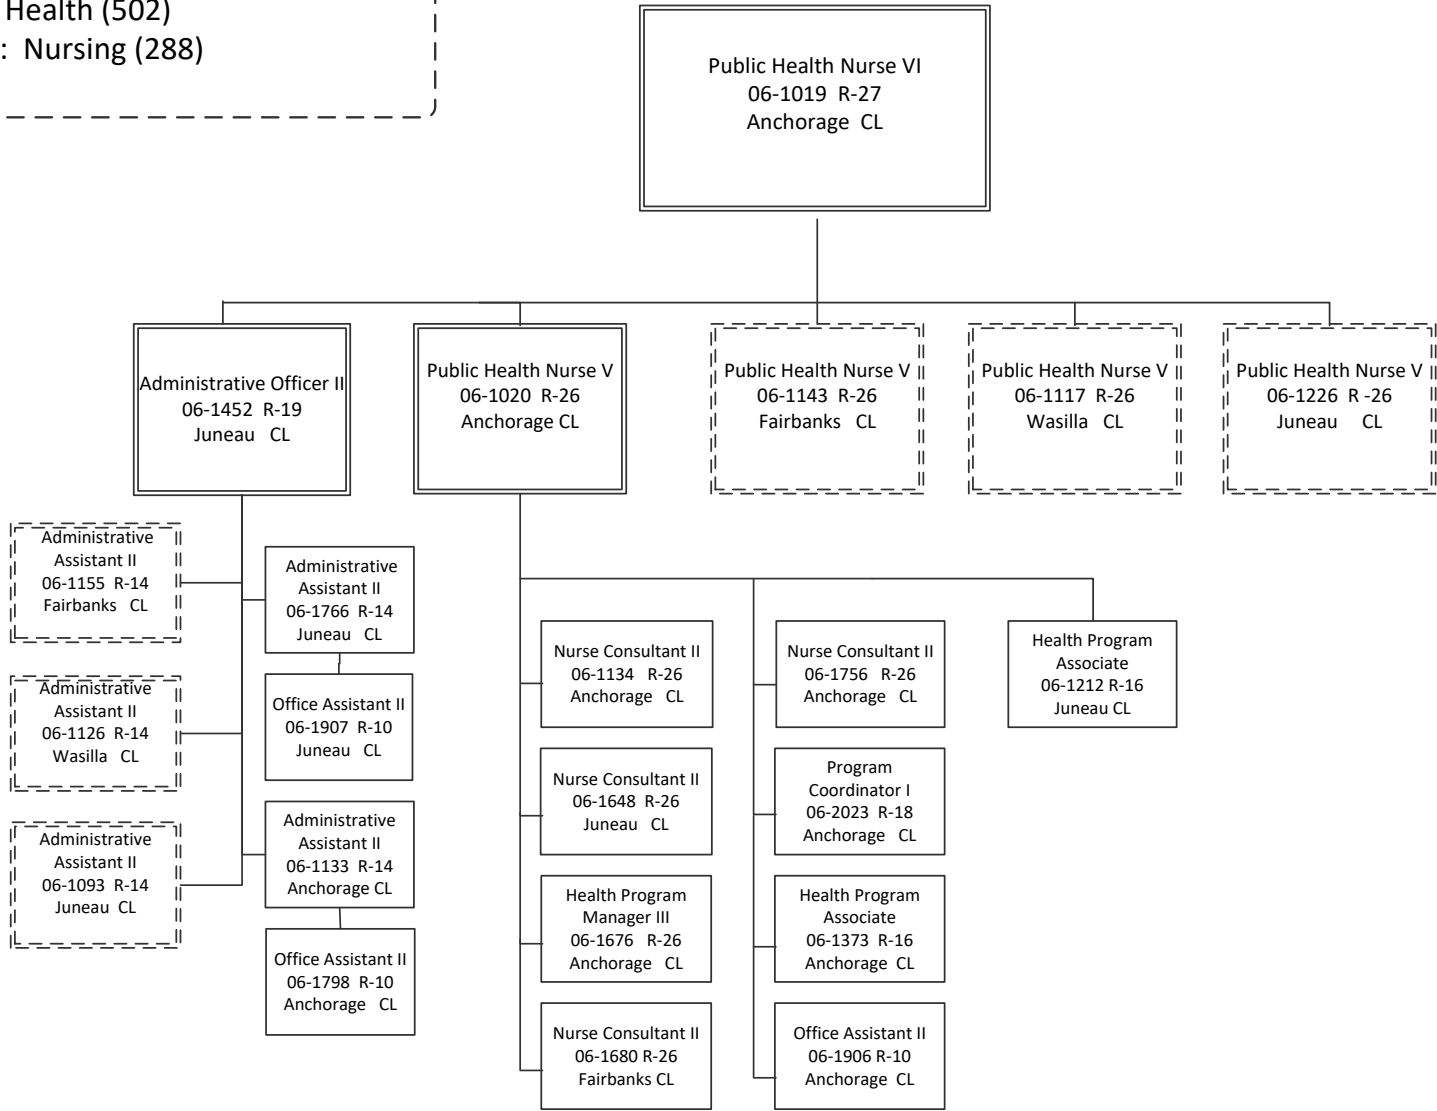 Health (502)
: Nursing (288)
Public Health Nurse VI
06-1019 R-27
Anchorage CL
Administrative Officer II
06-1452 R-19
Juneau CL
Public Health Nurse V
06-1020 R-26
Anchorage CL
Public Health Nurse V
06-1143 R-26
Fairbanks CL
Public Health Nurse V
06-1117 R-26
Wasilla CL
Public Health Nurse V
06-1226 R -26
Juneau CL
Administrative
Assistant II
06-1155 R-14
Fairbanks CL
Administrative
Assistant II
06-1126 R-14
Wasilla CL
Administrative
Assistant II
06-1093 R-14
Juneau CL
Administrative
Assistant II
06-1766 R-14
Juneau CL
Office Assistant II
06-1907 R-10
Juneau CL
Administrative
Assistant II
06-1133 R-14
Anchorage CL
Office Assistant II
06-1798 R-10
Anchorage CL
Nurse Consultant II
06-1134 R-26
Anchorage CL
Nurse Consultant II
06-1648 R-26
Juneau CL
Health Program
Manager III
06-1676 R-26
Anchorage CL
Nurse Consultant II
06-1680 R-26
Fairbanks CL
Nurse Consultant II
06-1756 R-26
Anchorage CL
Program
Coordinator I
06-2023 R-18
Anchorage CL
Health Program
Associate
06-1373 R-16
Anchorage CL
Office Assistant II
06-1906 R-10
Anchorage CL
Health Program
Associate
06-1212 R-16
Juneau CL